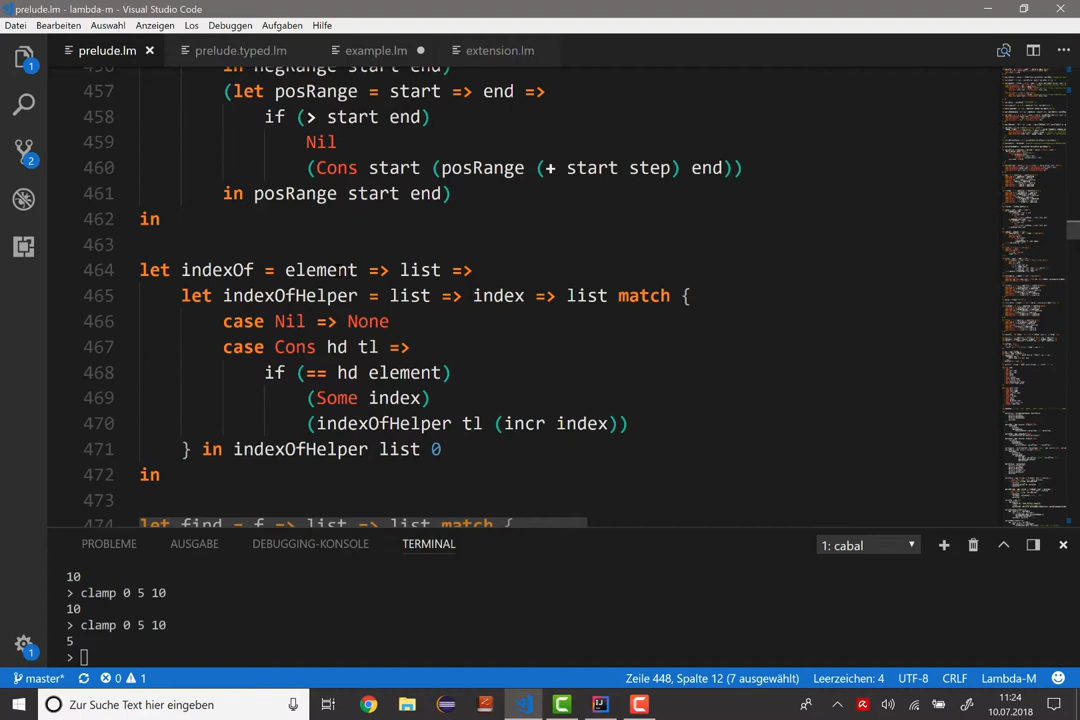 prelude.lm - lambda-m - Visual Studio Code
Datei Bearbeiten Auswahl Anzeigen Los Debuggen Aufgaben Hilfe
prelude.lm prelude.typed.lm example.lm extension.lm
456 in negRange start end)
457 (let posRange = start => end =>
458 if (> start end)
459 Nil
460 (Cons start (posRange (+ start step) end))
461 in posRange start end)
462 in
463
464 let indexOf = element => list =>
465 let indexOfHelper = list => index => list match {
466 case Nil => None
467 case Cons hd tl =>
468 if (== hd element)
469 (Some index)
470 (indexOfHelper tl (incr index))
471 } in indexOfHelper list 0
472 in
473
474 let find = f => list => list match {
PROBLEME AUSGABE DEBUGGING-KONSOLE TERMINAL 1: cabal
10
> clamp 0 5 10
10
> clamp 0 5 10
5
>
1
2
1
master* 0 1 Zeile 448, Spalte 12 (7 ausgewählt) Leerzeichen: 4 UTF-8 CRLF Lambda-M
Zur Suche Text hier eingeben
11:24
10.07.2018